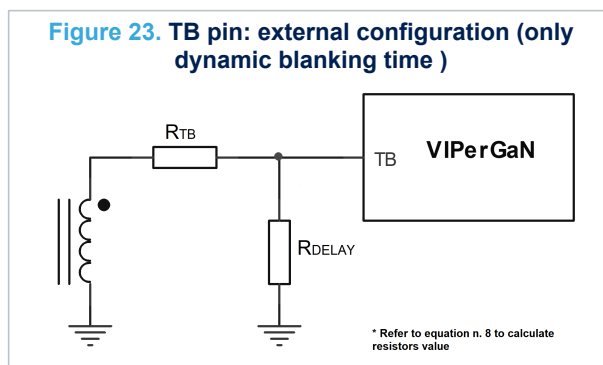 Figure 23. TB pin: external configuration (only
dynamic blanking time )
RTB
TB
VIPerGaN
RDELAY
* Refer to equation n. 8 to calculate
resistors value